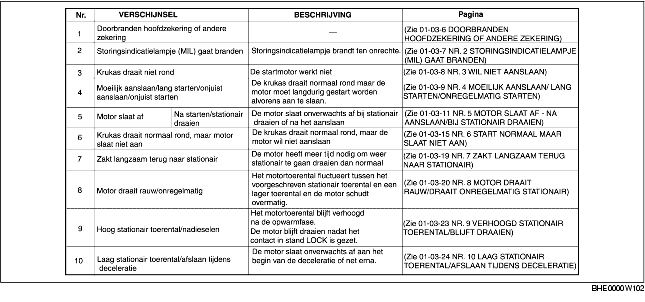 Nr. VERSCHIJNSEL BESCHRIJVING Pagina
1 Doorbranden hoofdzekering of andere zekering — (Zie 01-03-6 DOORBRANDEN HOOFDZEKERING OF ANDERE ZEKERING)
2 Storingsindicatielampje (MIL) gaat branden Storingsindicatielampje brandt ten onrechte. (Zie 01-03-7 NR. 2 STORINGSINDICATIELAMPJE (MIL) GAAT BRANDEN)
3 Krukas draait niet rond De startmotor werkt niet (Zie 01-03-8 NR. 3 WIL NIET AANSLAAN)
4 Moeilijk aanslaan/lang starten/onjuist aanslaan/onjuist starten De krukas draait normaal rond maar de motor moet langdurig gestart worden alvorens aan te slaan. (Zie 01-03-9 NR. 4 MOEILIJK AANSLAAN/ LANG STARTEN/ONREGELMATIG STARTEN)
5 Motor slaat af Na starten/stationair draaien De motor slaat onverwachts af bij stationair draaien of na het aanslaan (Zie 01-03-11 NR. 5 MOTOR SLAAT AF - NA AANSLAAN/BIJ STATIONAIR DRAAIEN)
6 Krukas draait normaal rond, maar motor slaat niet aan De krukas draait normaal rond, maar de motor wil niet aanslaan (Zie 01-03-15 NR. 6 START NORMAAL MAAR SLAAT NIET AAN)
7 Zakt langzaam terug naar stationair De motor heeft meer tijd nodig om weer stationair te gaan draaien dan normaal (Zie 01-03-19 NR. 7 ZAKT LANGZAAM TERUG NAAR STATIONAIR)
8 Motor draait rauw/onregelmatig Het motortoerental fluctueert tussen het voorgeschreven stationair toerental en een lager toerental en de motor schudt overmatig. (Zie 01-03-20 NR. 8 MOTOR DRAAIT RAUW/DRAAIT ONREGELMATIG STATIONAIR)
9 Hoog stationair toerental/nadieselen Het motortoerental blijft verhoogd na de opwarmfase. De motor blijft draaien nadat het contact in stand LOCK is gezet. (Zie 01-03-23 NR. 9 VERHOOGD STATIONAIR TOERENTAL/BLIJFT DRAAIEN)
10 Laag stationair toerental/afslaan tijdens deceleratie De motor slaat onverwachts af aan het begin van de deceleratie of net erna. (Zie 01-03-24 NR. 10 LAAG STATIONAIR TOERENTAL/AFSLAAN TIJDENS DECELERATIE)
BHE0000W102